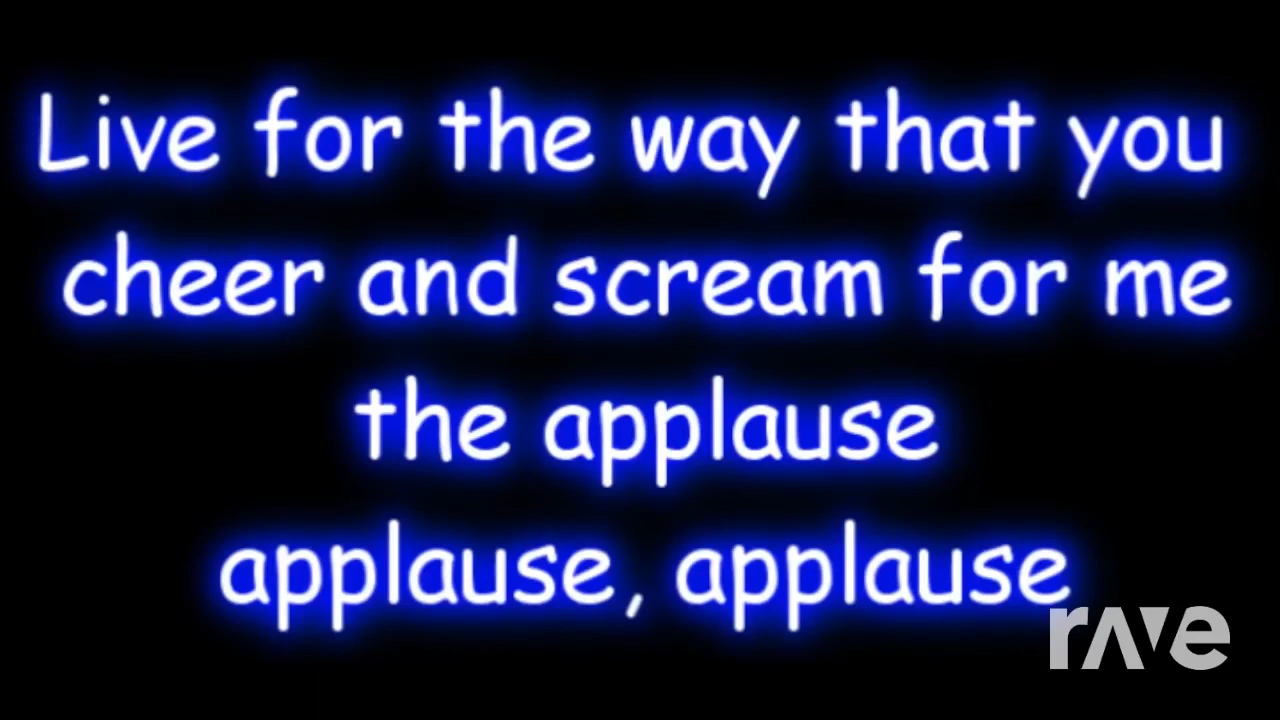 Live for the way that you
cheer and scream for me
the applause
applause, applause
rave